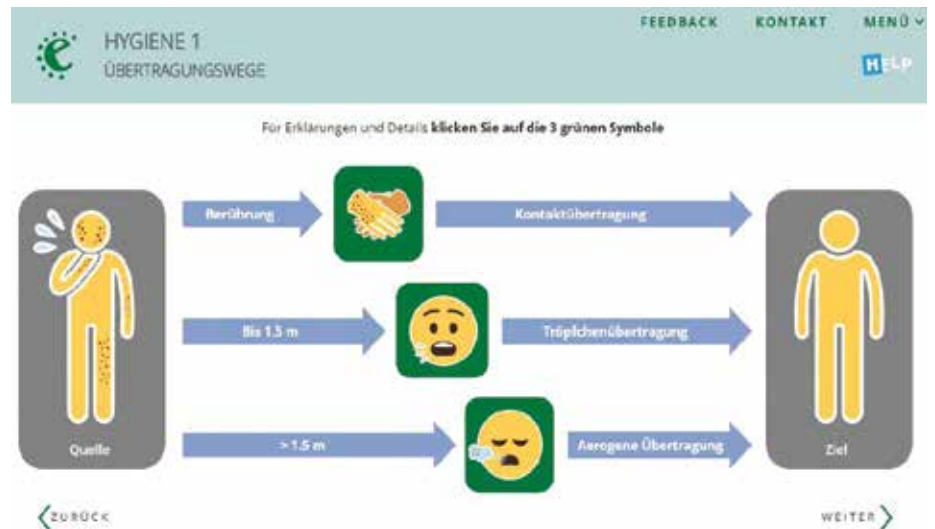 FEEDBACK KONTAKT MENÜ
HYGIENE 1
ÜBERTRAGUNGSWEGE
HELP
Für Erklärungen und Details klicken Sie auf die 3 grünen Symbole
Berührung
Kontaktübertragung
Bis 1.5 m
Tröpfchenübertragung
> 1.5 m
Aerogene Übertragung
Quelle
Ziel
ZURÜCK
WEITER